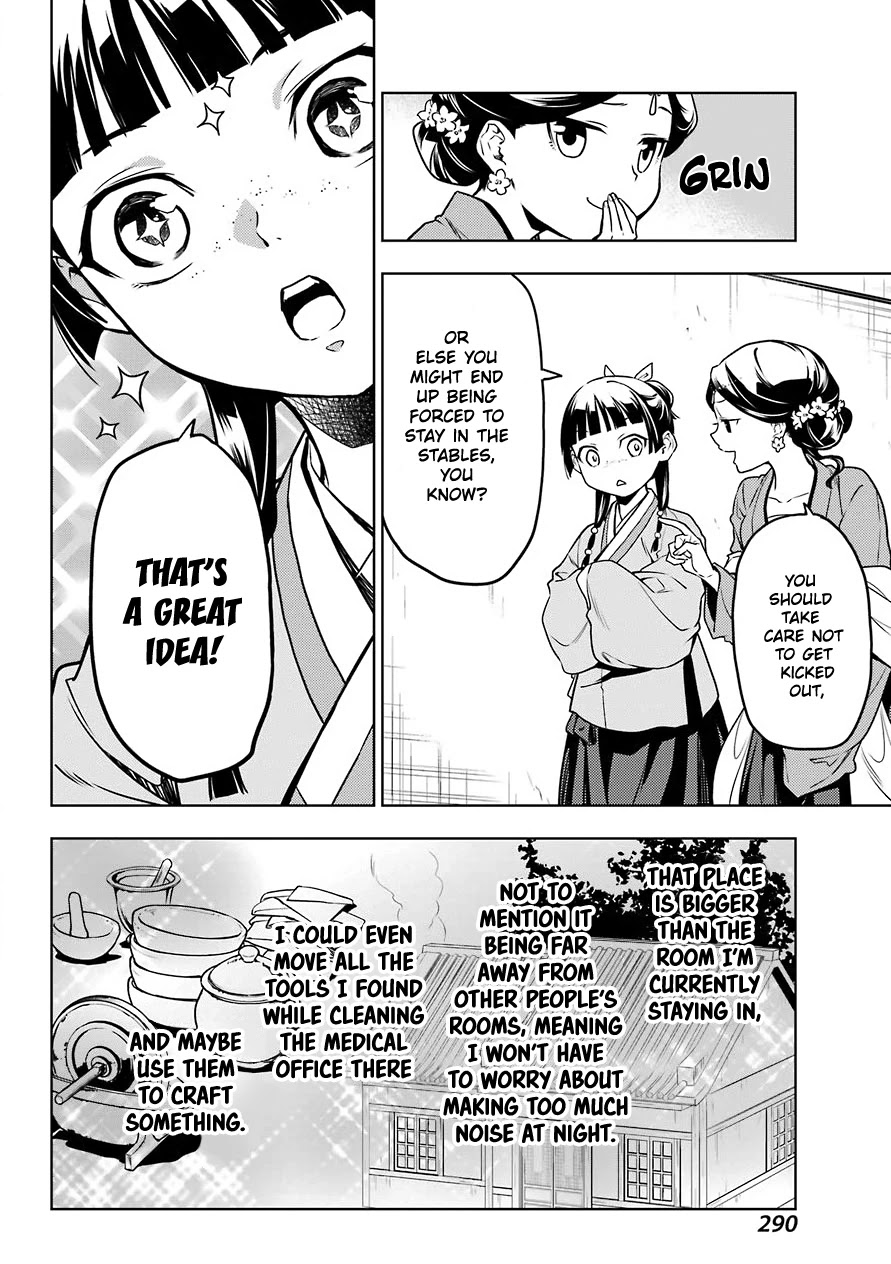 GRIN
YOU
SHOULD
TAKE
CARE NOT
TO GET
KICKED
OUT,
OR
ELSE YOU
MIGHT END
UP BEING
FORCED TO
STAY IN THE
STABLES,
YOU
KNOW?
THAT'S
A GREAT
IDEA!
THAT PLACE
IS BIGGER
THAN THE
ROOM I'M
CURRENTLY
STAYING IN,
NOT TO
MENTION IT
BEING FAR
AWAY FROM
OTHER PEOPLE'S
ROOMS, MEANING
I WON'T HAVE
TO WORRY ABOUT
MAKING TOO MUCH
NOISE AT NIGHT.
I COULD EVEN
MOVE ALL THE
TOOLS I FOUND
WHILE CLEANING
THE MEDICAL
OFFICE THERE
AND MAYBE
USE THEM
TO CRAFT
SOMETHING.
290